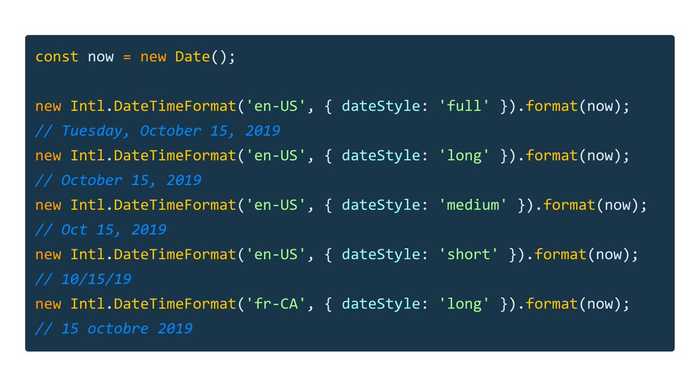 const now = new Date();
new Intl.DateTimeFormat('en-US', { dateStyle: 'full' }).format(now);
// Tuesday, October 15, 2019
new Intl.DateTimeFormat('en-US', { dateStyle: 'long' }).format(now);
// October 15, 2019
new Intl.DateTimeFormat('en-US', { dateStyle: 'medium' }).format(now);
// Oct 15, 2019
new Intl.DateTimeFormat('en-US', { dateStyle: 'short' }).format(now);
// 10/15/19
new Intl.DateTimeFormat('fr-CA', { dateStyle: 'long' }).format(now);
// 15 octobre 2019